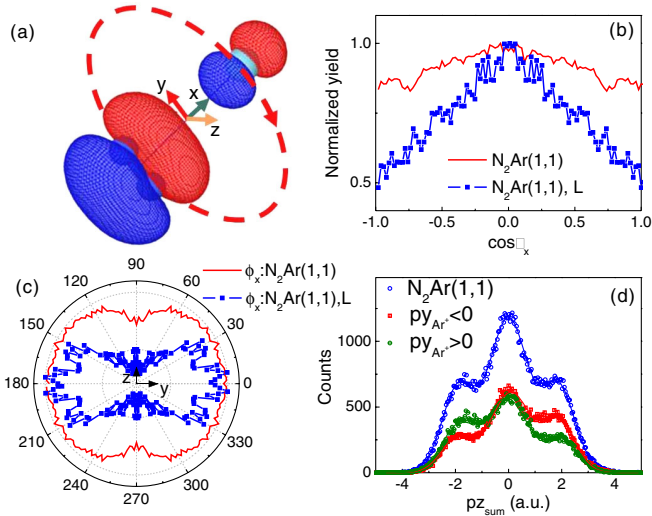 (a)
y
x
z
(b)
Normalized yield
1.0
0.5
N₂Ar(1,1)
N₂Ar(1,1), L
-1.0
-0.5
0.0
0.5
1.0
cos□ₓ
(c)
90
120
60
150
30
180
0
210
330
240
300
270
z
y
ϕₓ:N₂Ar(1,1)
ϕₓ:N₂Ar(1,1),L
(d)
N₂Ar(1,1)
py_Ar⁺<0
py_Ar⁺>0
Counts
1000
500
0
-4
-2
0
2
4
pz_sum (a.u.)